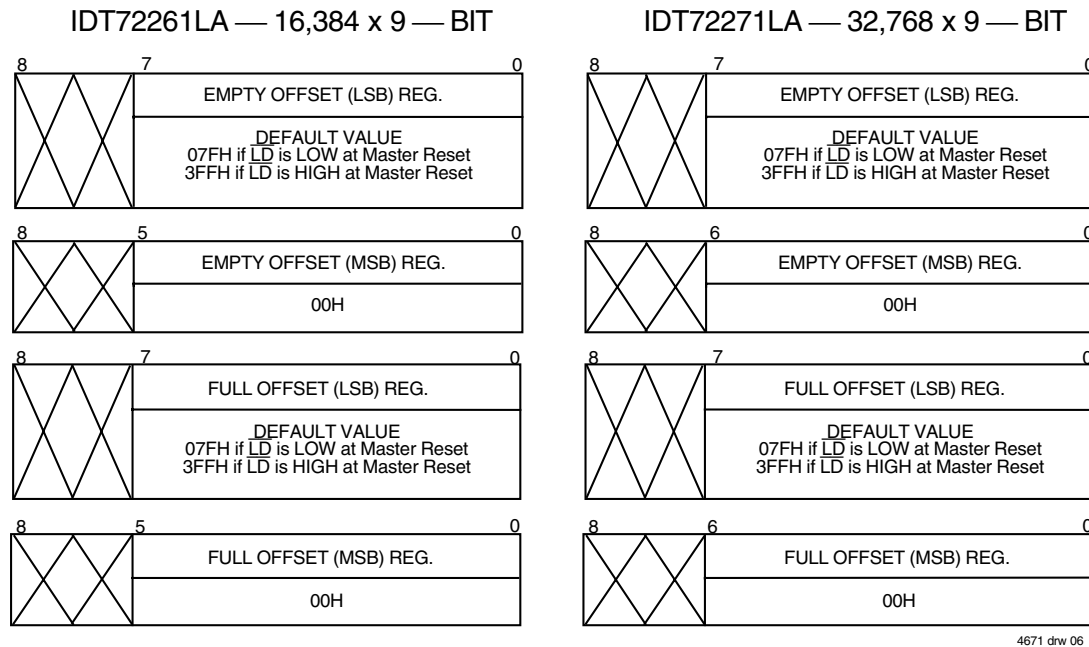 IDT72261LA — 16,384 x 9 — BIT
8 7 0
EMPTY OFFSET (LSB) REG.
DEFAULT VALUE
07FH if LD is LOW at Master Reset
3FFH if LD is HIGH at Master Reset
8 5 0
EMPTY OFFSET (MSB) REG.
00H
8 7 0
FULL OFFSET (LSB) REG.
DEFAULT VALUE
07FH if LD is LOW at Master Reset
3FFH if LD is HIGH at Master Reset
8 5 0
FULL OFFSET (MSB) REG.
00H
IDT72271LA — 32,768 x 9 — BIT
8 7 0
EMPTY OFFSET (LSB) REG.
DEFAULT VALUE
07FH if LD is LOW at Master Reset
3FFH if LD is HIGH at Master Reset
8 6 0
EMPTY OFFSET (MSB) REG.
00H
8 7 0
FULL OFFSET (LSB) REG.
DEFAULT VALUE
07FH if LD is LOW at Master Reset
3FFH if LD is HIGH at Master Reset
8 6 0
FULL OFFSET (MSB) REG.
00H
4671 drw 06